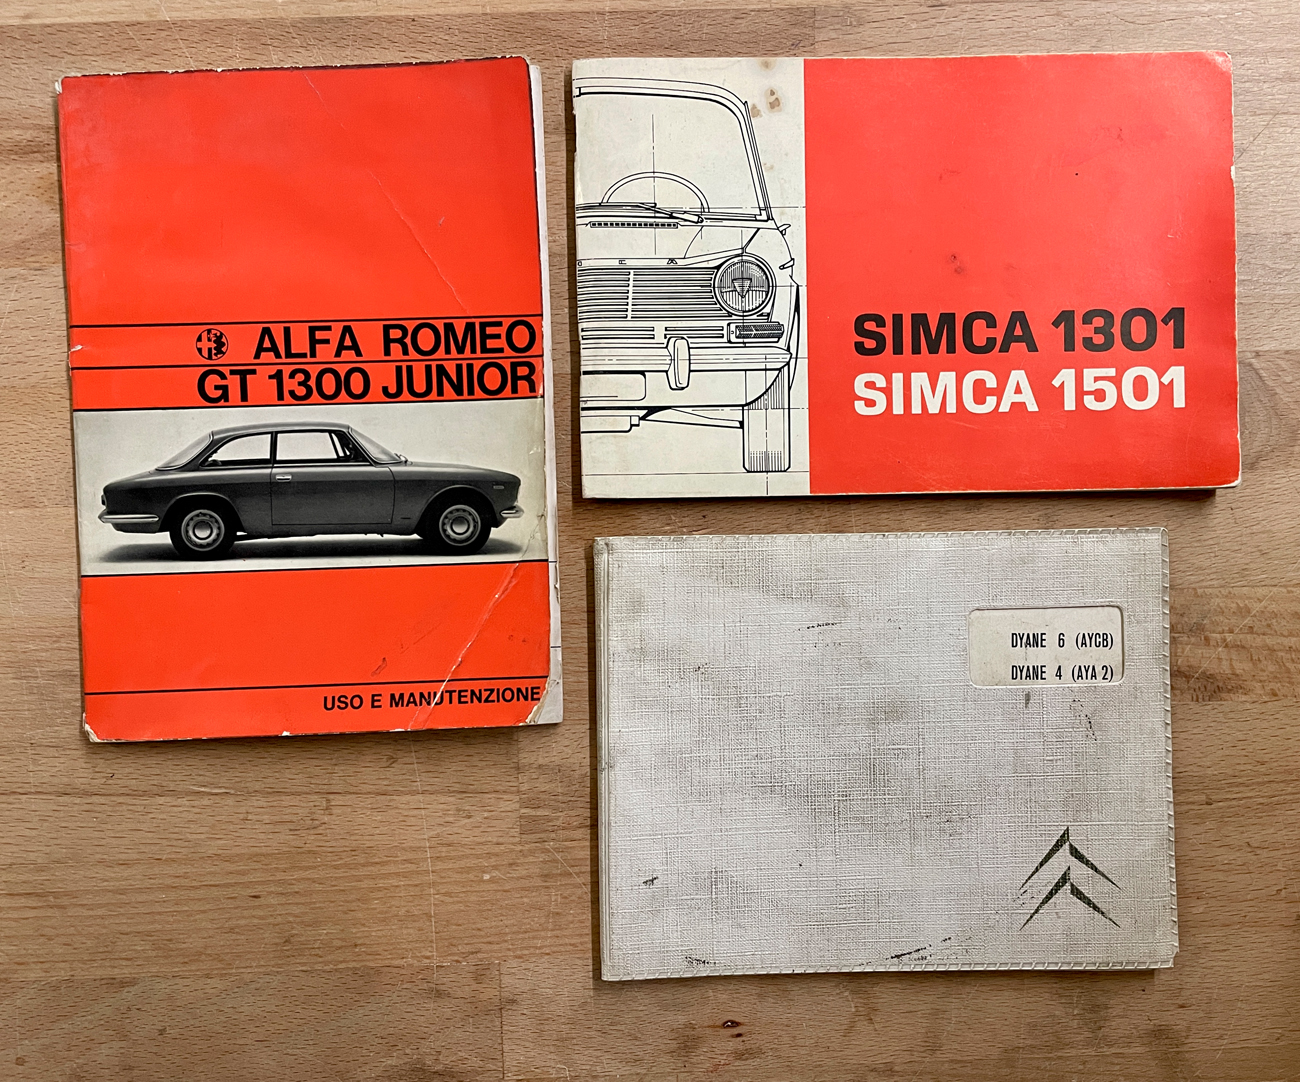 ALFA ROMEO
GT 1300 JUNIOR
USO E MANUTENZIONE
SIMCA 1301
SIMCA 1501
DYANE 6 (AYCB)
DYANE 4 (AYA 2)